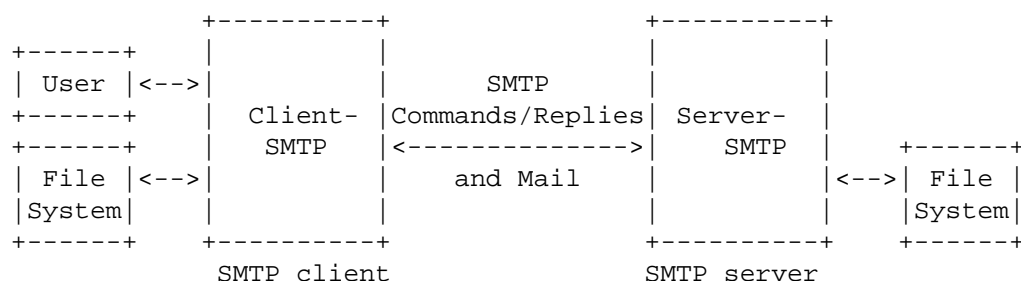 +----------+                +----------+
+------+    |          |                |          |
| User |<-->|          |      SMTP      |          |
+------+    |  Client- |Commands/Replies| Server-  |
+------+    |   SMTP   |<-------------->|    SMTP  |    +------+
| File |<-->|          |    and Mail    |          |<-->| File |
|System|    |          |                |          |    |System|
+------+    +----------+                +----------+    +------+
SMTP client                SMTP server